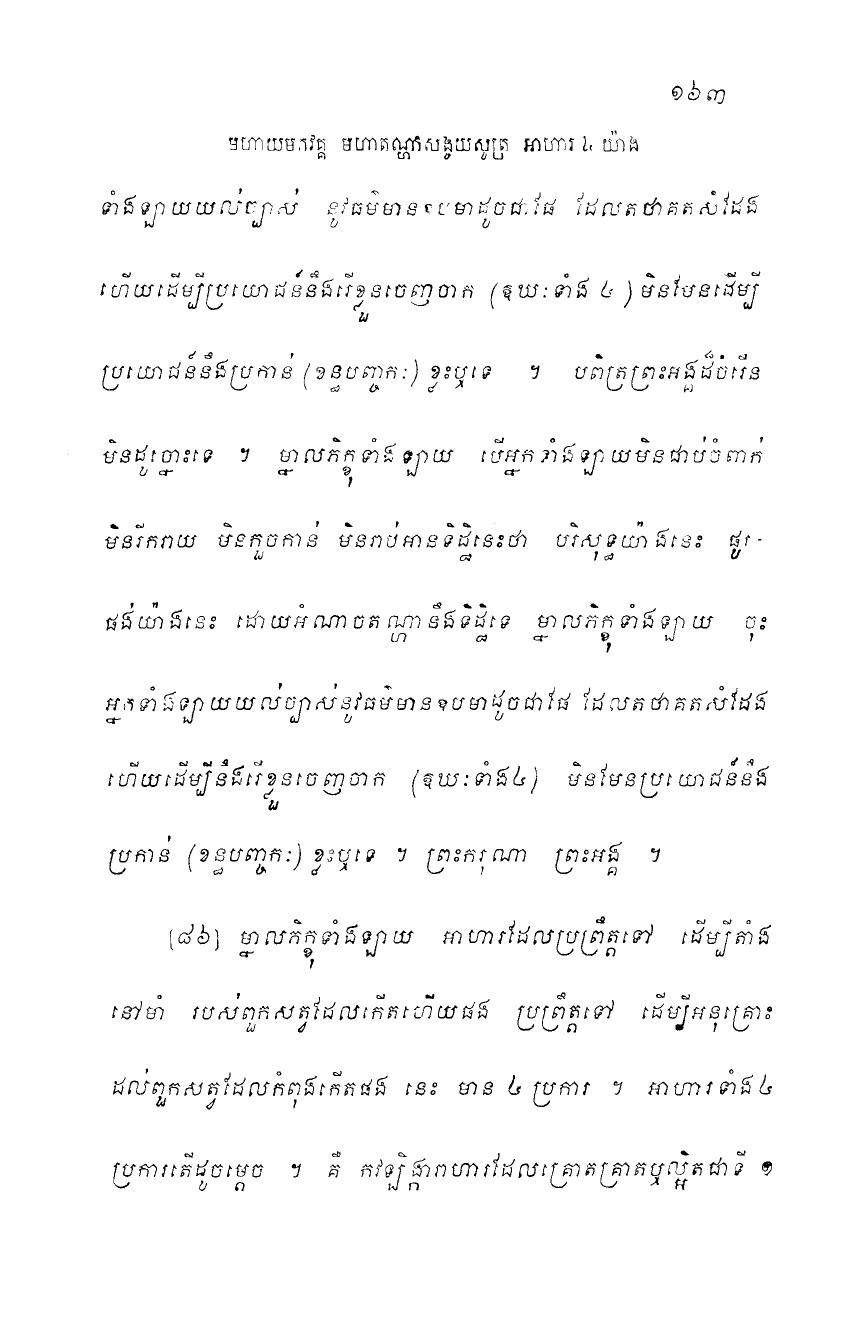 ១៦៣
មហាយមកវគ្គ មហាតណ្ហាសង្ខយសូត្រ អាហារ ៤ យ៉ាង
ទាំងឡាយយល់ច្បាស់ នូវធម៌មានឧបមាដូចជាផែ ដែលតថាគតសំដែង
ហើយដើម្បីប្រយោជន៍នឹងរើខ្លួនចេញចាក (ឱឃៈទាំង ៤ ) មិនមែនដើម្បី
ប្រយោជន៍នឹងប្រកាន់ (ខន្ធបញ្ចកៈ) ខ្លះឬទេ ។ បពិត្រព្រះអង្គដ៏ចំរើន
មិនដូច្នោះទេ ។ ម្នាលភិក្ខុទាំងឡាយ បើអ្នកទាំងឡាយមិនជាប់ចំពាក់
មិនរីករាយ មិនកួចកាន់ មិនរាប់អានទិដ្ឋិនេះថា បរិសុទ្ធយ៉ាងនេះ ផូរ-
ផង់យ៉ាងនេះ ដោយអំណាចតណ្ហានឹងទិដ្ឋិទេ ម្នាលភិក្ខុទាំងឡាយ ចុះ
អ្នកទាំងឡាយយល់ច្បាស់នូវធម៌មានឧបមាដូចជាផែ ដែលតថាគតសំដែង
ហើយដើម្បីនឹងរើខ្លួនចេញចាក (ឱឃៈទាំង៤) មិនមែនប្រយោជន៍នឹង
ប្រកាន់ (ខន្ធបញ្ចកៈ) ខ្លះឬទេ ។ ព្រះករុណា ព្រះអង្គ ។
[៨៦] ម្នាលភិក្ខុទាំងឡាយ អាហារដែលប្រព្រឹត្តទៅ ដើម្បីតាំង
នៅមាំ របស់ពួកសត្វដែលកើតហើយផង ប្រព្រឹត្តទៅ ដើម្បីអនុគ្រោះ
ដល់ពួកសត្វដែលកំពុងកើតផង នេះ មាន ៤ ប្រការ ។ អាហារទាំង៤
ប្រការតើដូចម្តេច ។ គឺ កវឡិង្ការាហារដែលគ្រោតគ្រាតឬល្អិតជាទី ១